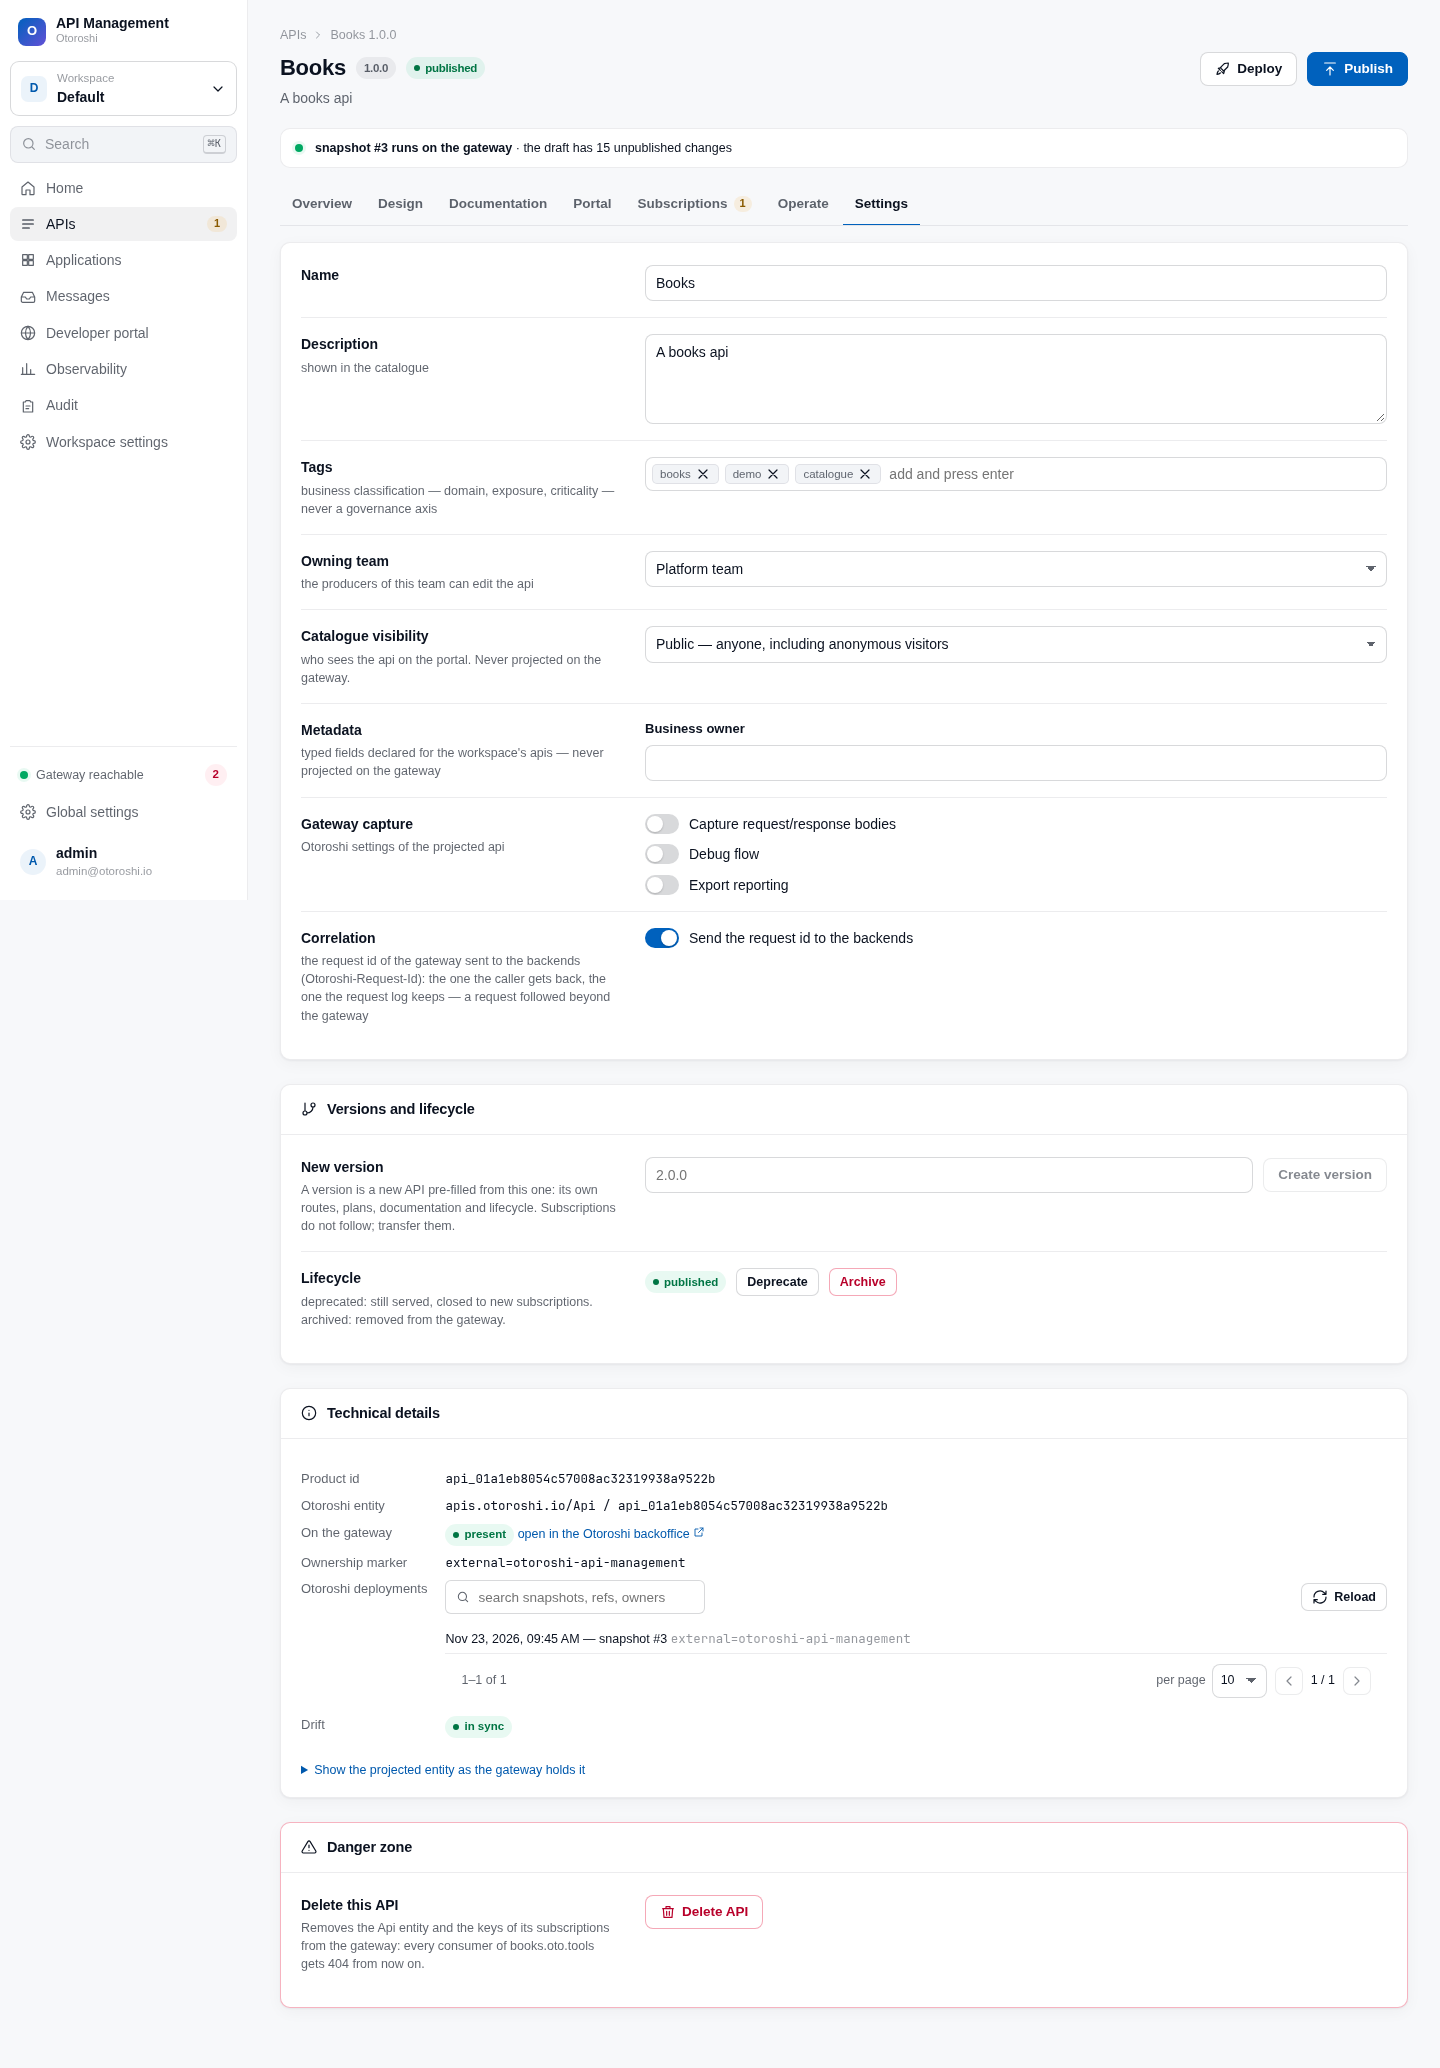 O
API Management
Otoroshi
D
Workspace
Default
Search
⌘K
Home
APIs
1
Applications
Messages
Developer portal
Observability
Audit
Workspace settings
Gateway reachable
2
Global settings
A
admin
admin@otoroshi.io
APIs
Books 1.0.0
Books
1.0.0
published
Deploy
Publish
A books api
snapshot #3 runs on the gateway · the draft has 15 unpublished changes
Overview
Design
Documentation
Portal
Subscriptions
1
Operate
Settings
Name
Books
Description
shown in the catalogue
A books api
Tags
business classification — domain, exposure, criticality —
never a governance axis
books
demo
catalogue
add and press enter
Owning team
the producers of this team can edit the api
Platform team
Catalogue visibility
who sees the api on the portal. Never projected on the
gateway.
Public — anyone, including anonymous visitors
Metadata
typed fields declared for the workspace's apis — never
projected on the gateway
Business owner
Gateway capture
Otoroshi settings of the projected api
Capture request/response bodies
Debug flow
Export reporting
Correlation
the request id of the gateway sent to the backends
(Otoroshi-Request-Id): the one the caller gets back, the
one the request log keeps — a request followed beyond
the gateway
Send the request id to the backends
Versions and lifecycle
New version
A version is a new API pre-filled from this one: its own
routes, plans, documentation and lifecycle. Subscriptions
do not follow; transfer them.
2.0.0
Create version
Lifecycle
deprecated: still served, closed to new subscriptions.
archived: removed from the gateway.
published
Deprecate
Archive
Technical details
Product id
api_01a1eb8054c57008ac32319938a9522b
Otoroshi entity
apis.otoroshi.io/Api / api_01a1eb8054c57008ac32319938a9522b
On the gateway
present
open in the Otoroshi backoffice
Ownership marker
external=otoroshi-api-management
Otoroshi deployments
search snapshots, refs, owners
Reload
Nov 23, 2026, 09:45 AM — snapshot #3 external=otoroshi-api-management
1–1 of 1
per page
10
1 / 1
Drift
in sync
Show the projected entity as the gateway holds it
Danger zone
Delete this API
Removes the Api entity and the keys of its subscriptions
from the gateway: every consumer of books.oto.tools
gets 404 from now on.
Delete API